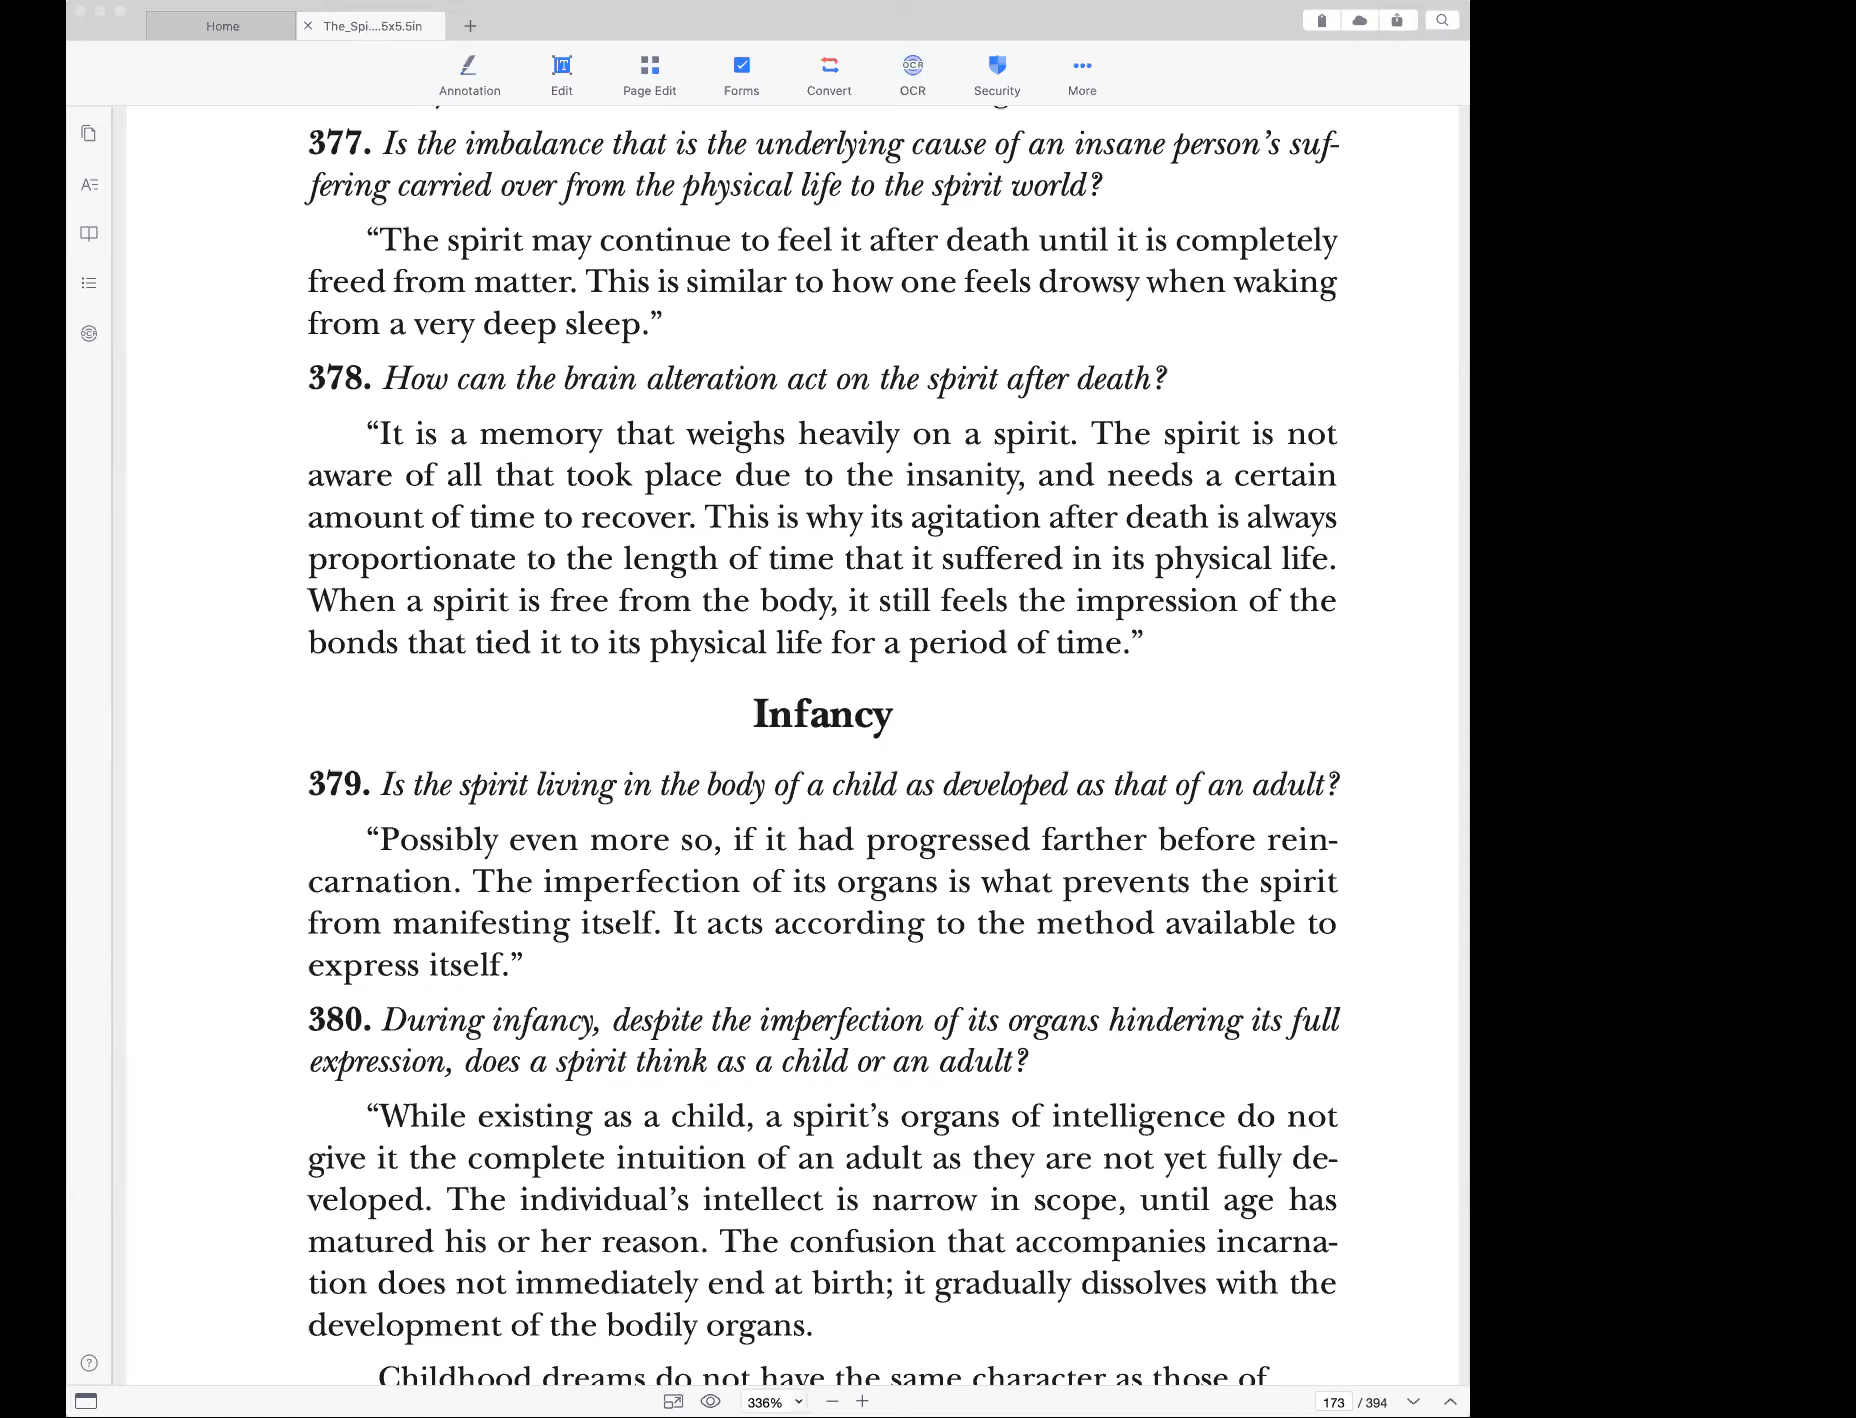 Home
The_Spi....5x5.5in
Annotation
Edit
Page Edit
Forms
Convert
OCR
Security
More
377. Is the imbalance that is the underlying cause of an insane person’s suf-
fering carried over from the physical life to the spirit world?
“The spirit may continue to feel it after death until it is completely
freed from matter. This is similar to how one feels drowsy when waking
from a very deep sleep.”
378. How can the brain alteration act on the spirit after death?
“It is a memory that weighs heavily on a spirit. The spirit is not
aware of all that took place due to the insanity, and needs a certain
amount of time to recover. This is why its agitation after death is always
proportionate to the length of time that it suffered in its physical life.
When a spirit is free from the body, it still feels the impression of the
bonds that tied it to its physical life for a period of time.”
Infancy
379. Is the spirit living in the body of a child as developed as that of an adult?
“Possibly even more so, if it had progressed farther before rein-
carnation. The imperfection of its organs is what prevents the spirit
from manifesting itself. It acts according to the method available to
express itself.”
380. During infancy, despite the imperfection of its organs hindering its full
expression, does a spirit think as a child or an adult?
“While existing as a child, a spirit’s organs of intelligence do not
give it the complete intuition of an adult as they are not yet fully de-
veloped. The individual’s intellect is narrow in scope, until age has
matured his or her reason. The confusion that accompanies incarna-
tion does not immediately end at birth; it gradually dissolves with the
development of the bodily organs.
Childhood dreams do not have the same character as those of
336%
173 / 394